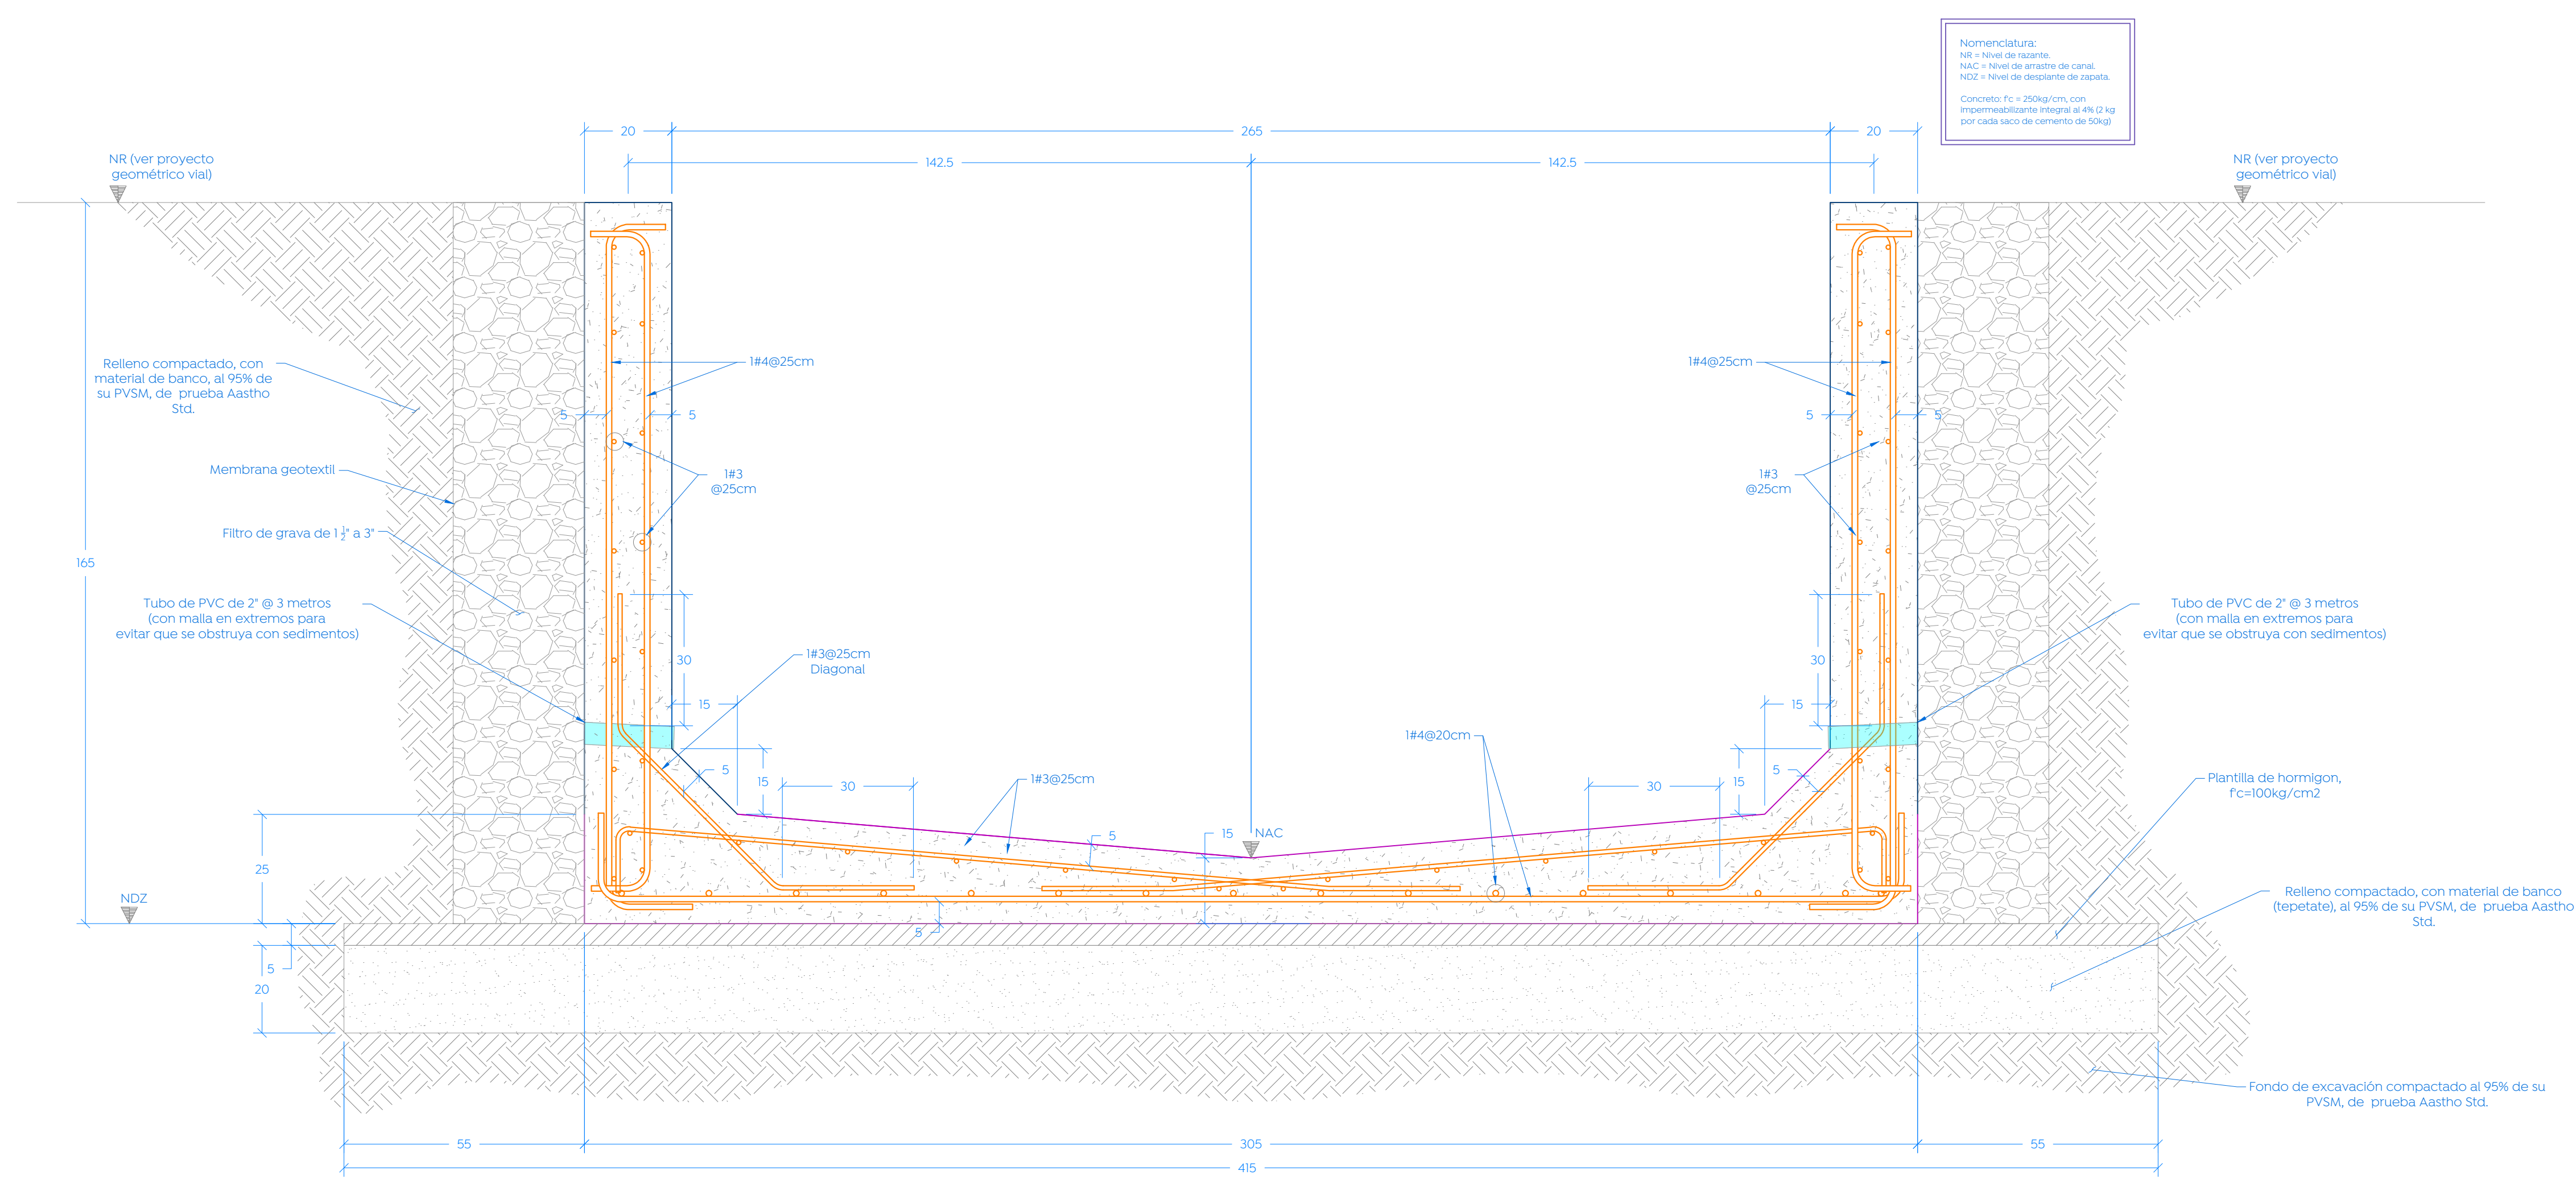 Nomenclatura:
NR = Nivel de razante.
NAC = Nivel de arrastre de canal.
NDZ = Nivel de desplante de zapata.
Concreto: f'c = 250kg/cm, con
impermeabilizante integral al 4% (2 kg
por cada saco de cemento de 50kg)
20
265
20
142.5
142.5
NR (ver proyecto
geométrico vial)
NR (ver proyecto
geométrico vial)
1#4@25cm
1#4@25cm
Relleno compactado, con
material de banco, al 95% de
su PVSM, de prueba Aastho
Std.
5
5
5
5
Membrana geotextil
1#3
@25cm
1#3
@25cm
Filtro de grava de 1 1/2" a 3"
165
Tubo de PVC de 2" @ 3 metros
(con malla en extremos para
evitar que se obstruya con sedimentos)
Tubo de PVC de 2" @ 3 metros
(con malla en extremos para
evitar que se obstruya con sedimentos)
30
1#3@25cm
Diagonal
30
15
15
1#4@20cm
5
15
30
1#3@25cm
30
5
15
Plantilla de hormigon,
f'c=100kg/cm2
5
15
NAC
25
NDZ
Relleno compactado, con material de banco
(tepetate), al 95% de su PVSM, de prueba Aastho
Std.
5
5
20
Fondo de excavación compactado al 95% de su
PVSM, de prueba Aastho Std.
55
305
55
415